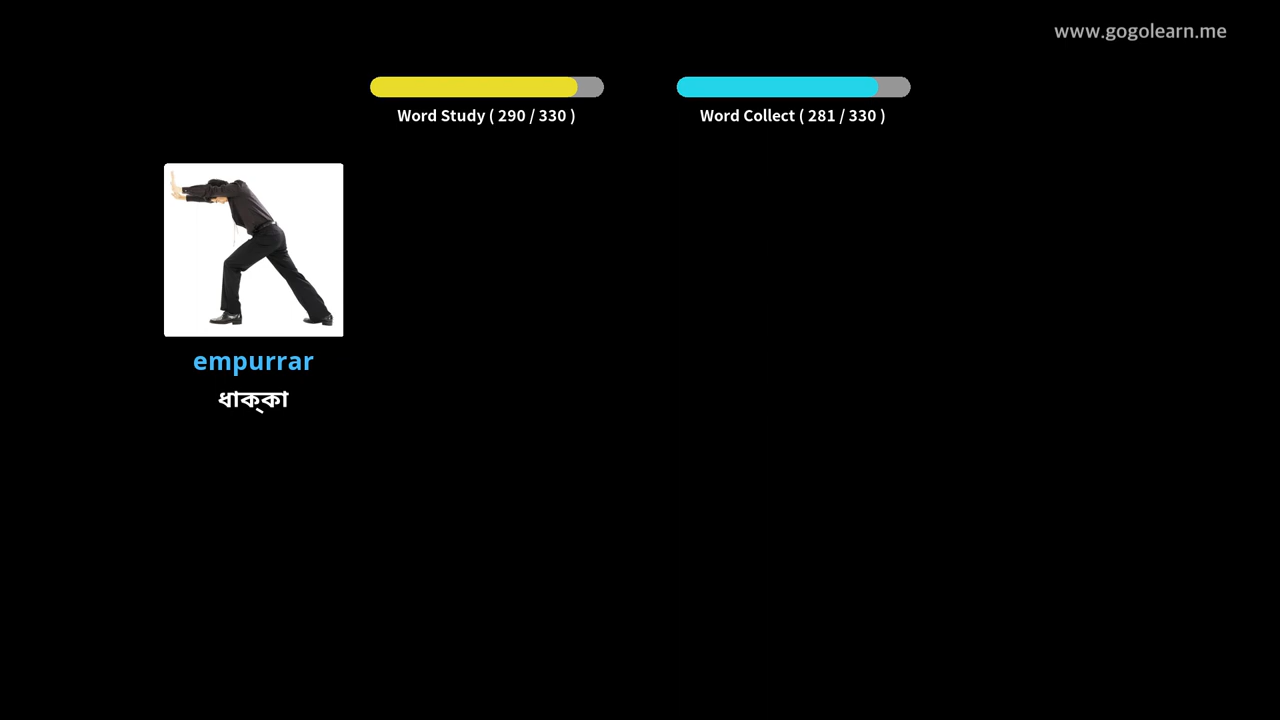 www.gogolearn.me
Word Study ( 290 / 330 )
Word Collect ( 281 / 330 )
empurrar
ধাক্কা